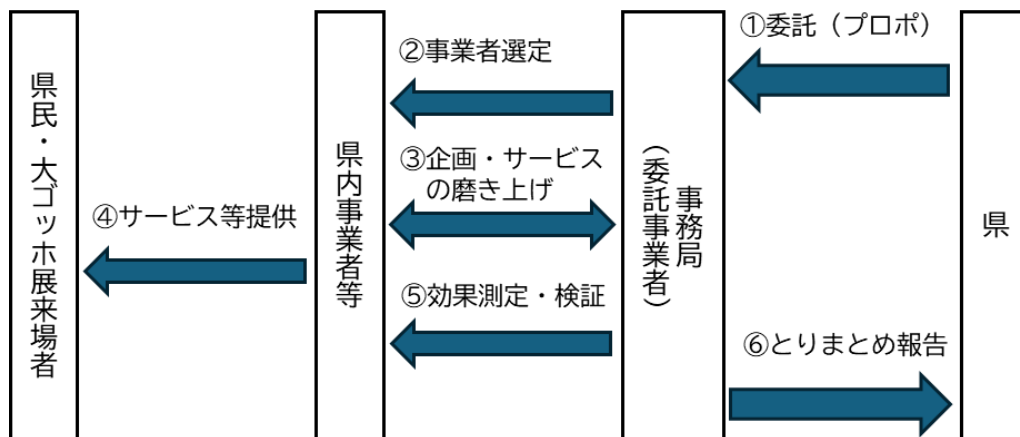 県民・大ゴッホ展来場者
④サービス等提供
県内事業者等
②事業者選定
③企画・サービス
の磨き上げ
⑤効果測定・検証
事務局
(委託事業者)
①委託（プロポ）
⑥とりまとめ報告
県